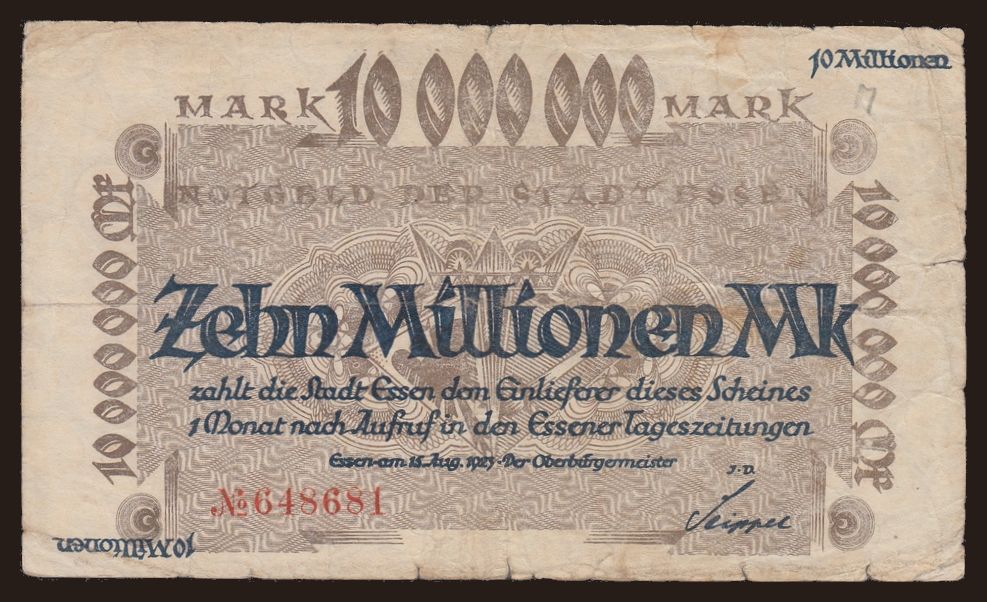 10 Millionen
MARK 10 000 000 MARK
NOTGELD DER STADT ESSEN
10 000 000 Mk
10 000 000 Mk
Zehn Millionen Mk
zahlt die Stadt Essen dem Einlieferer dieses Scheines
1 Monat nach Aufruf in den Essener Tageszeitungen
Essen·am 15. Aug. 1923·Der Oberbürgermeister
J.V.
№ 648681
10 Millionen